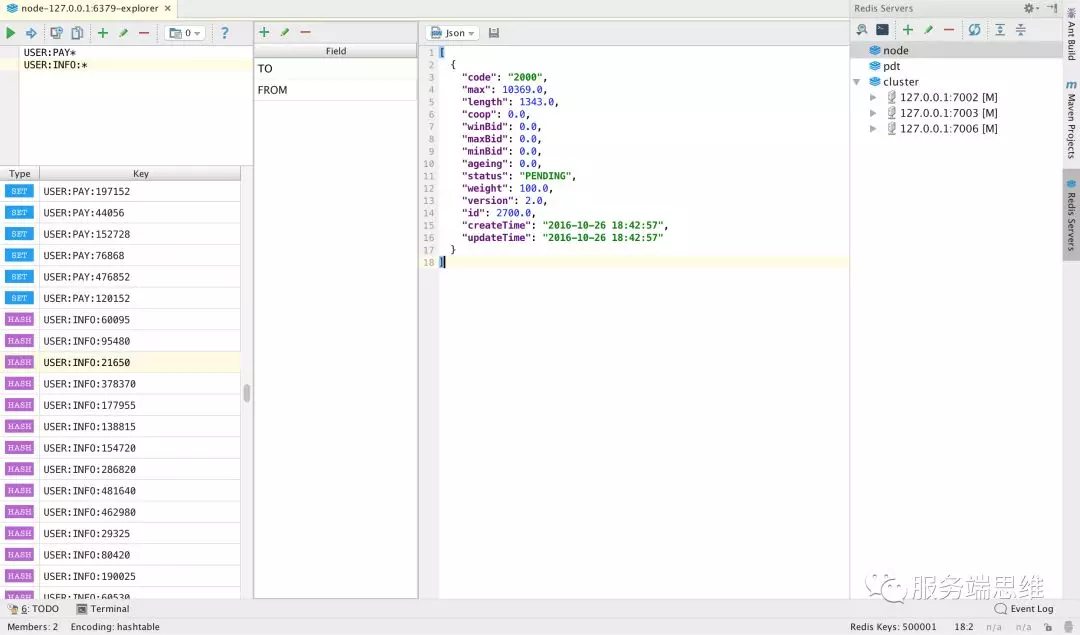 node-127.0.0.1:6379-explorer
0
?
USER:PAY*
USER:INFO:*
Type Key
SET USER:PAY:197152
SET USER:PAY:44056
SET USER:PAY:152728
SET USER:PAY:76868
SET USER:PAY:476852
SET USER:PAY:120152
HASH USER:INFO:60095
HASH USER:INFO:95480
HASH USER:INFO:21650
HASH USER:INFO:378370
HASH USER:INFO:177955
HASH USER:INFO:138815
HASH USER:INFO:154720
HASH USER:INFO:286820
HASH USER:INFO:481640
HASH USER:INFO:462980
HASH USER:INFO:29325
HASH USER:INFO:80420
HASH USER:INFO:190025
HASH USER:INFO:60530
Field
TO
FROM
Json
1 [
2 {
3 "code": "2000",
4 "max": 10369.0,
5 "length": 1343.0,
6 "coop": 0.0,
7 "winBid": 0.0,
8 "maxBid": 0.0,
9 "minBid": 0.0,
10 "ageing": 0.0,
11 "status": "PENDING",
12 "weight": 100.0,
13 "version": 2.0,
14 "id": 2700.0,
15 "createTime": "2016-10-26 18:42:57",
16 "updateTime": "2016-10-26 18:42:57"
17 }
18 ]
Redis Servers
node
pdt
cluster
127.0.0.1:7002 [M]
127.0.0.1:7003 [M]
127.0.0.1:7006 [M]
Ant Build
m Maven Projects
Redis Servers
服务端思维
6: TODO Terminal
Event Log
Members: 2 Encoding: hashtable
Redis Keys: 500001 18:2 n/a n/a